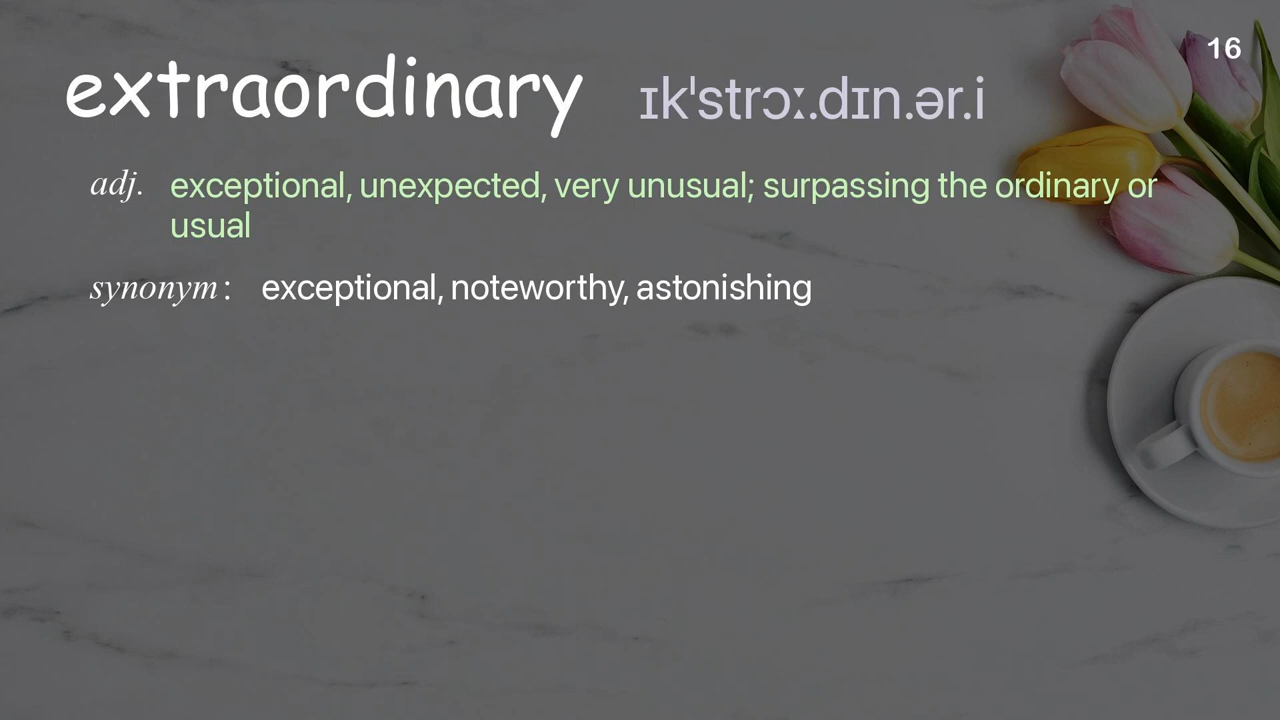 16
extraordinary ɪkˈstrɔː.dɪn.ər.i
adj. exceptional, unexpected, very unusual; surpassing the ordinary or
usual
synonym: exceptional, noteworthy, astonishing